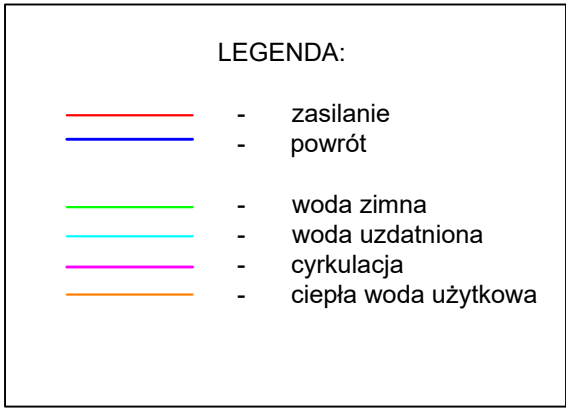 LEGENDA:
- zasilanie
- powrót
- woda zimna
- woda uzdatniona
- cyrkulacja
- ciepła woda użytkowa